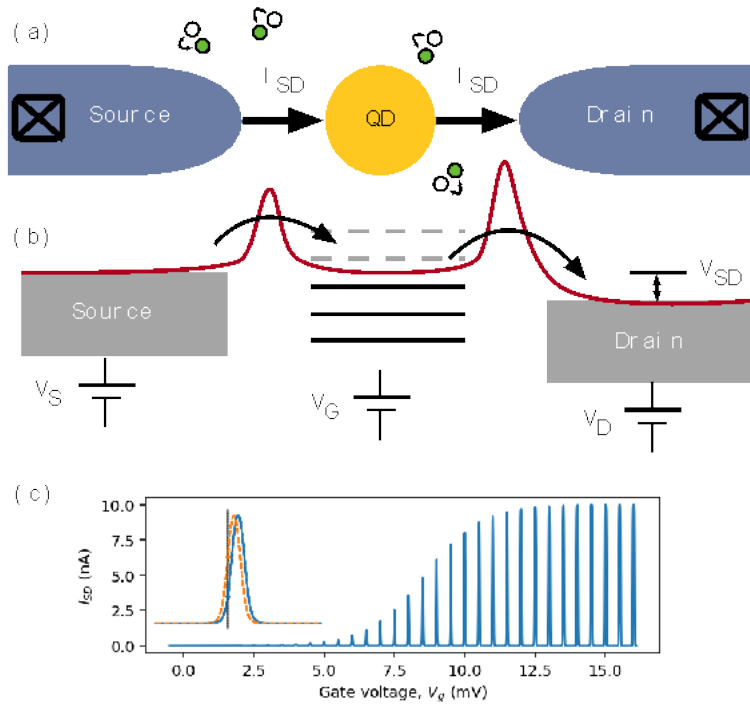 (a)
I SD I SD
Source QD Drain
(b)
V SD
Source
Drain
V S V G V D
(c)
10.0
7.5
5.0
2.5
0.0
I SD (nA)
0.0 2.5 5.0 7.5 10.0 12.5 15.0
Gate voltage, V g (mV)